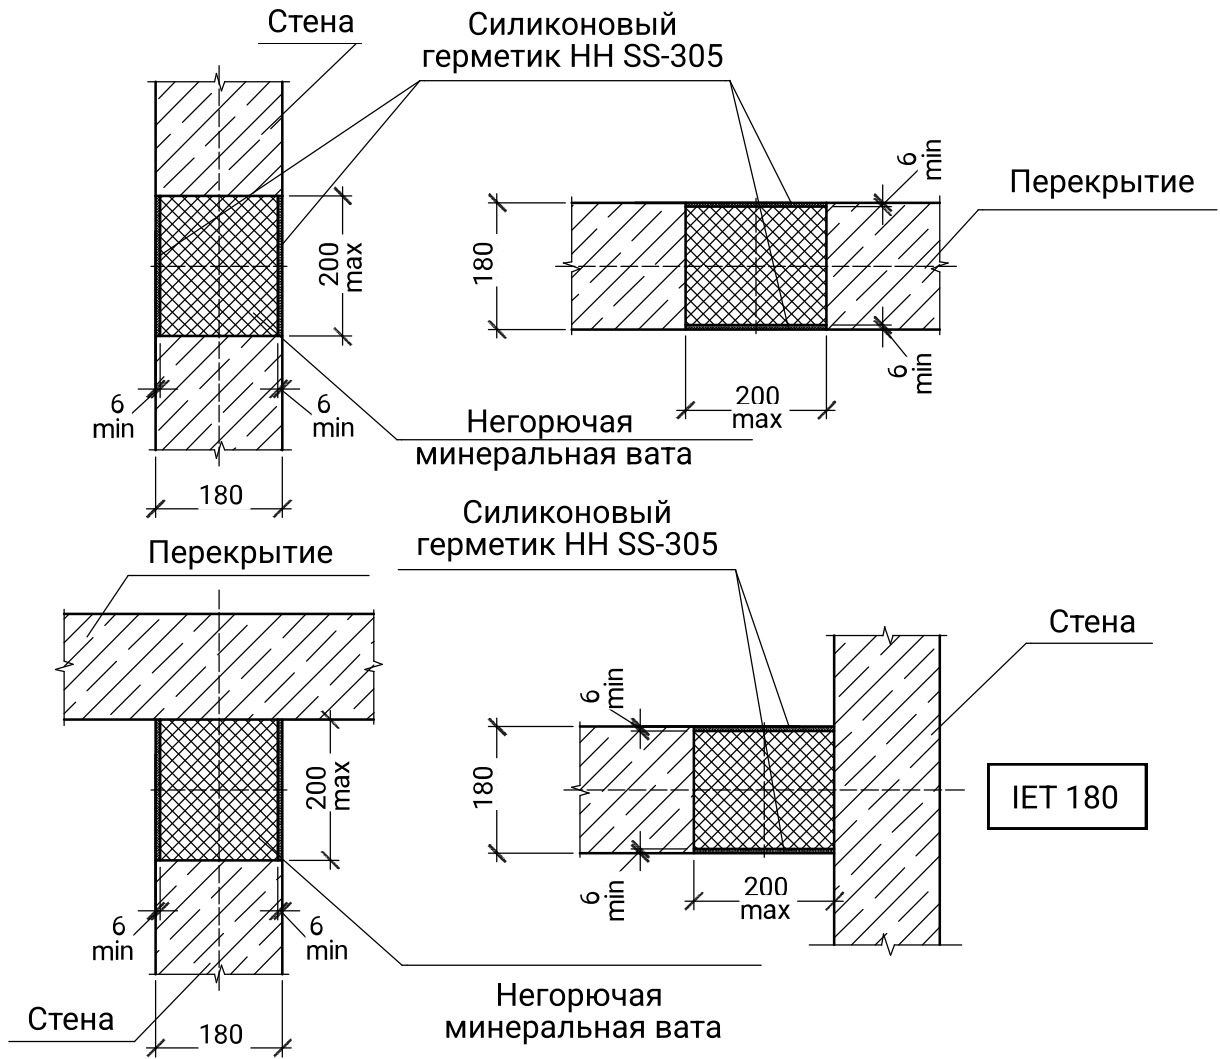 Стена
Силиконовый
герметик НН SS-305
6
min
Перекрытие
180
200
max
6
min
200
max
6
min
6
min
Негорючая
минеральная вата
180
Силиконовый
герметик НН SS-305
Перекрытие
Стена
6
min
180
200
max
IET 180
6
min
200
max
6
min
6
min
Негорючая
минеральная вата
Стена
180